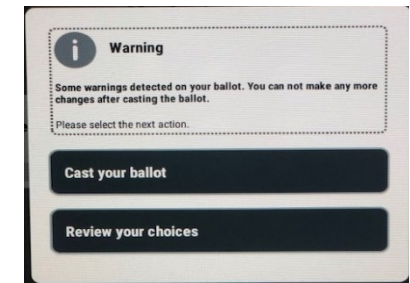 Warning
Some warnings detected on your ballot. You can not make any more
changes after casting the ballot.
Please select the next action.
Cast your ballot
Review your choices